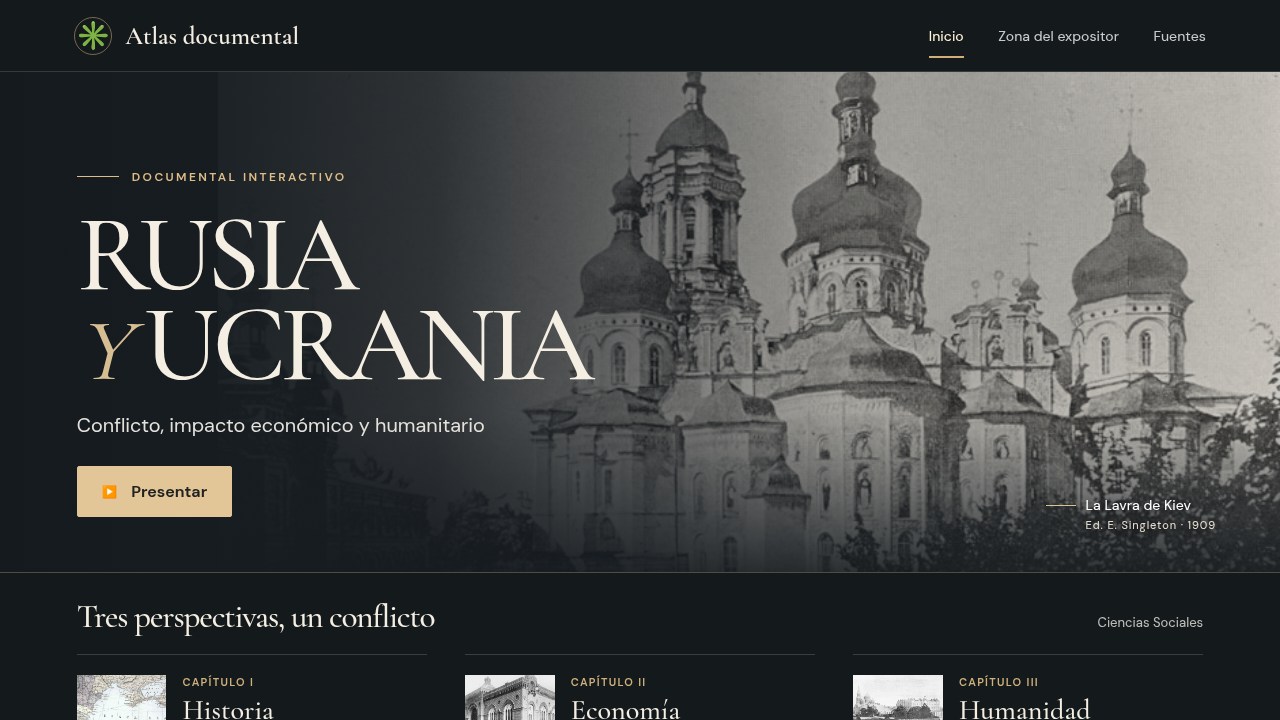 Atlas documental
Inicio
Zona del expositor
Fuentes
DOCUMENTAL INTERACTIVO
RUSIA
Y UCRANIA
Conflicto, impacto económico y humanitario
Presentar
La Lavra de Kiev
Ed. E. Singleton · 1909
Tres perspectivas, un conflicto
Ciencias Sociales
CAPÍTULO I
Historia
CAPÍTULO II
Economía
CAPÍTULO III
Humanidad